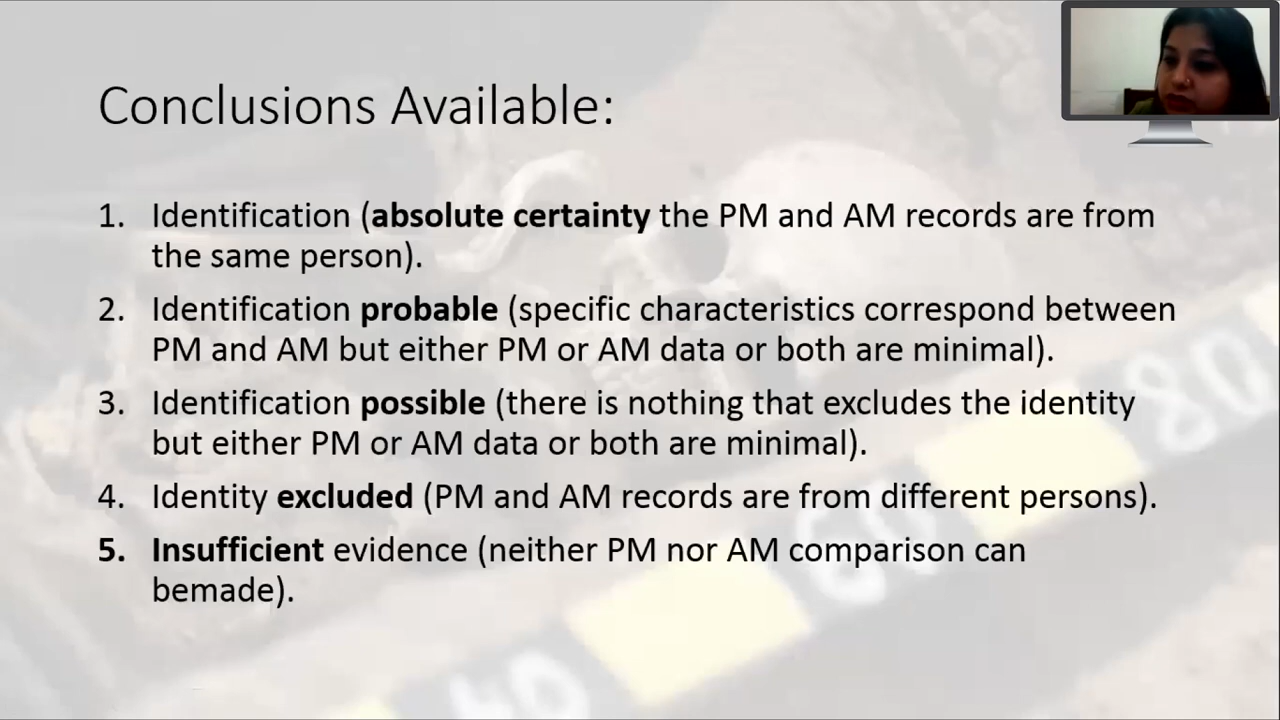 Conclusions Available:
1. Identification (absolute certainty the PM and AM records are from
the same person).
2. Identification probable (specific characteristics correspond between
PM and AM but either PM or AM data or both are minimal).
3. Identification possible (there is nothing that excludes the identity
but either PM or AM data or both are minimal).
4. Identity excluded (PM and AM records are from different persons).
5. Insufficient evidence (neither PM nor AM comparison can
bemade).
80
60
40